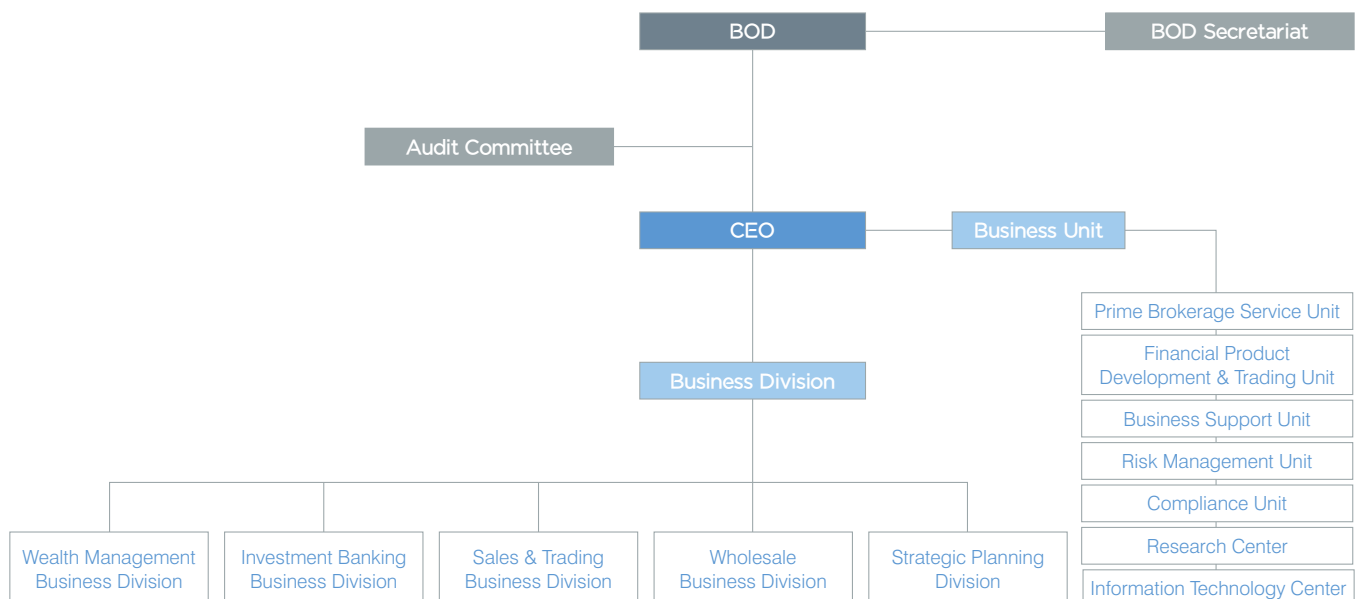 BOD
BOD Secretariat
Audit Committee
CEO
Business Unit
Prime Brokerage Service Unit
Financial Product
Development & Trading Unit
Business Division
Business Support Unit
Risk Management Unit
Compliance Unit
Research Center
Information Technology Center
Wealth Management
Business Division
Investment Banking
Business Division
Sales & Trading
Business Division
Wholesale
Business Division
Strategic Planning
Division